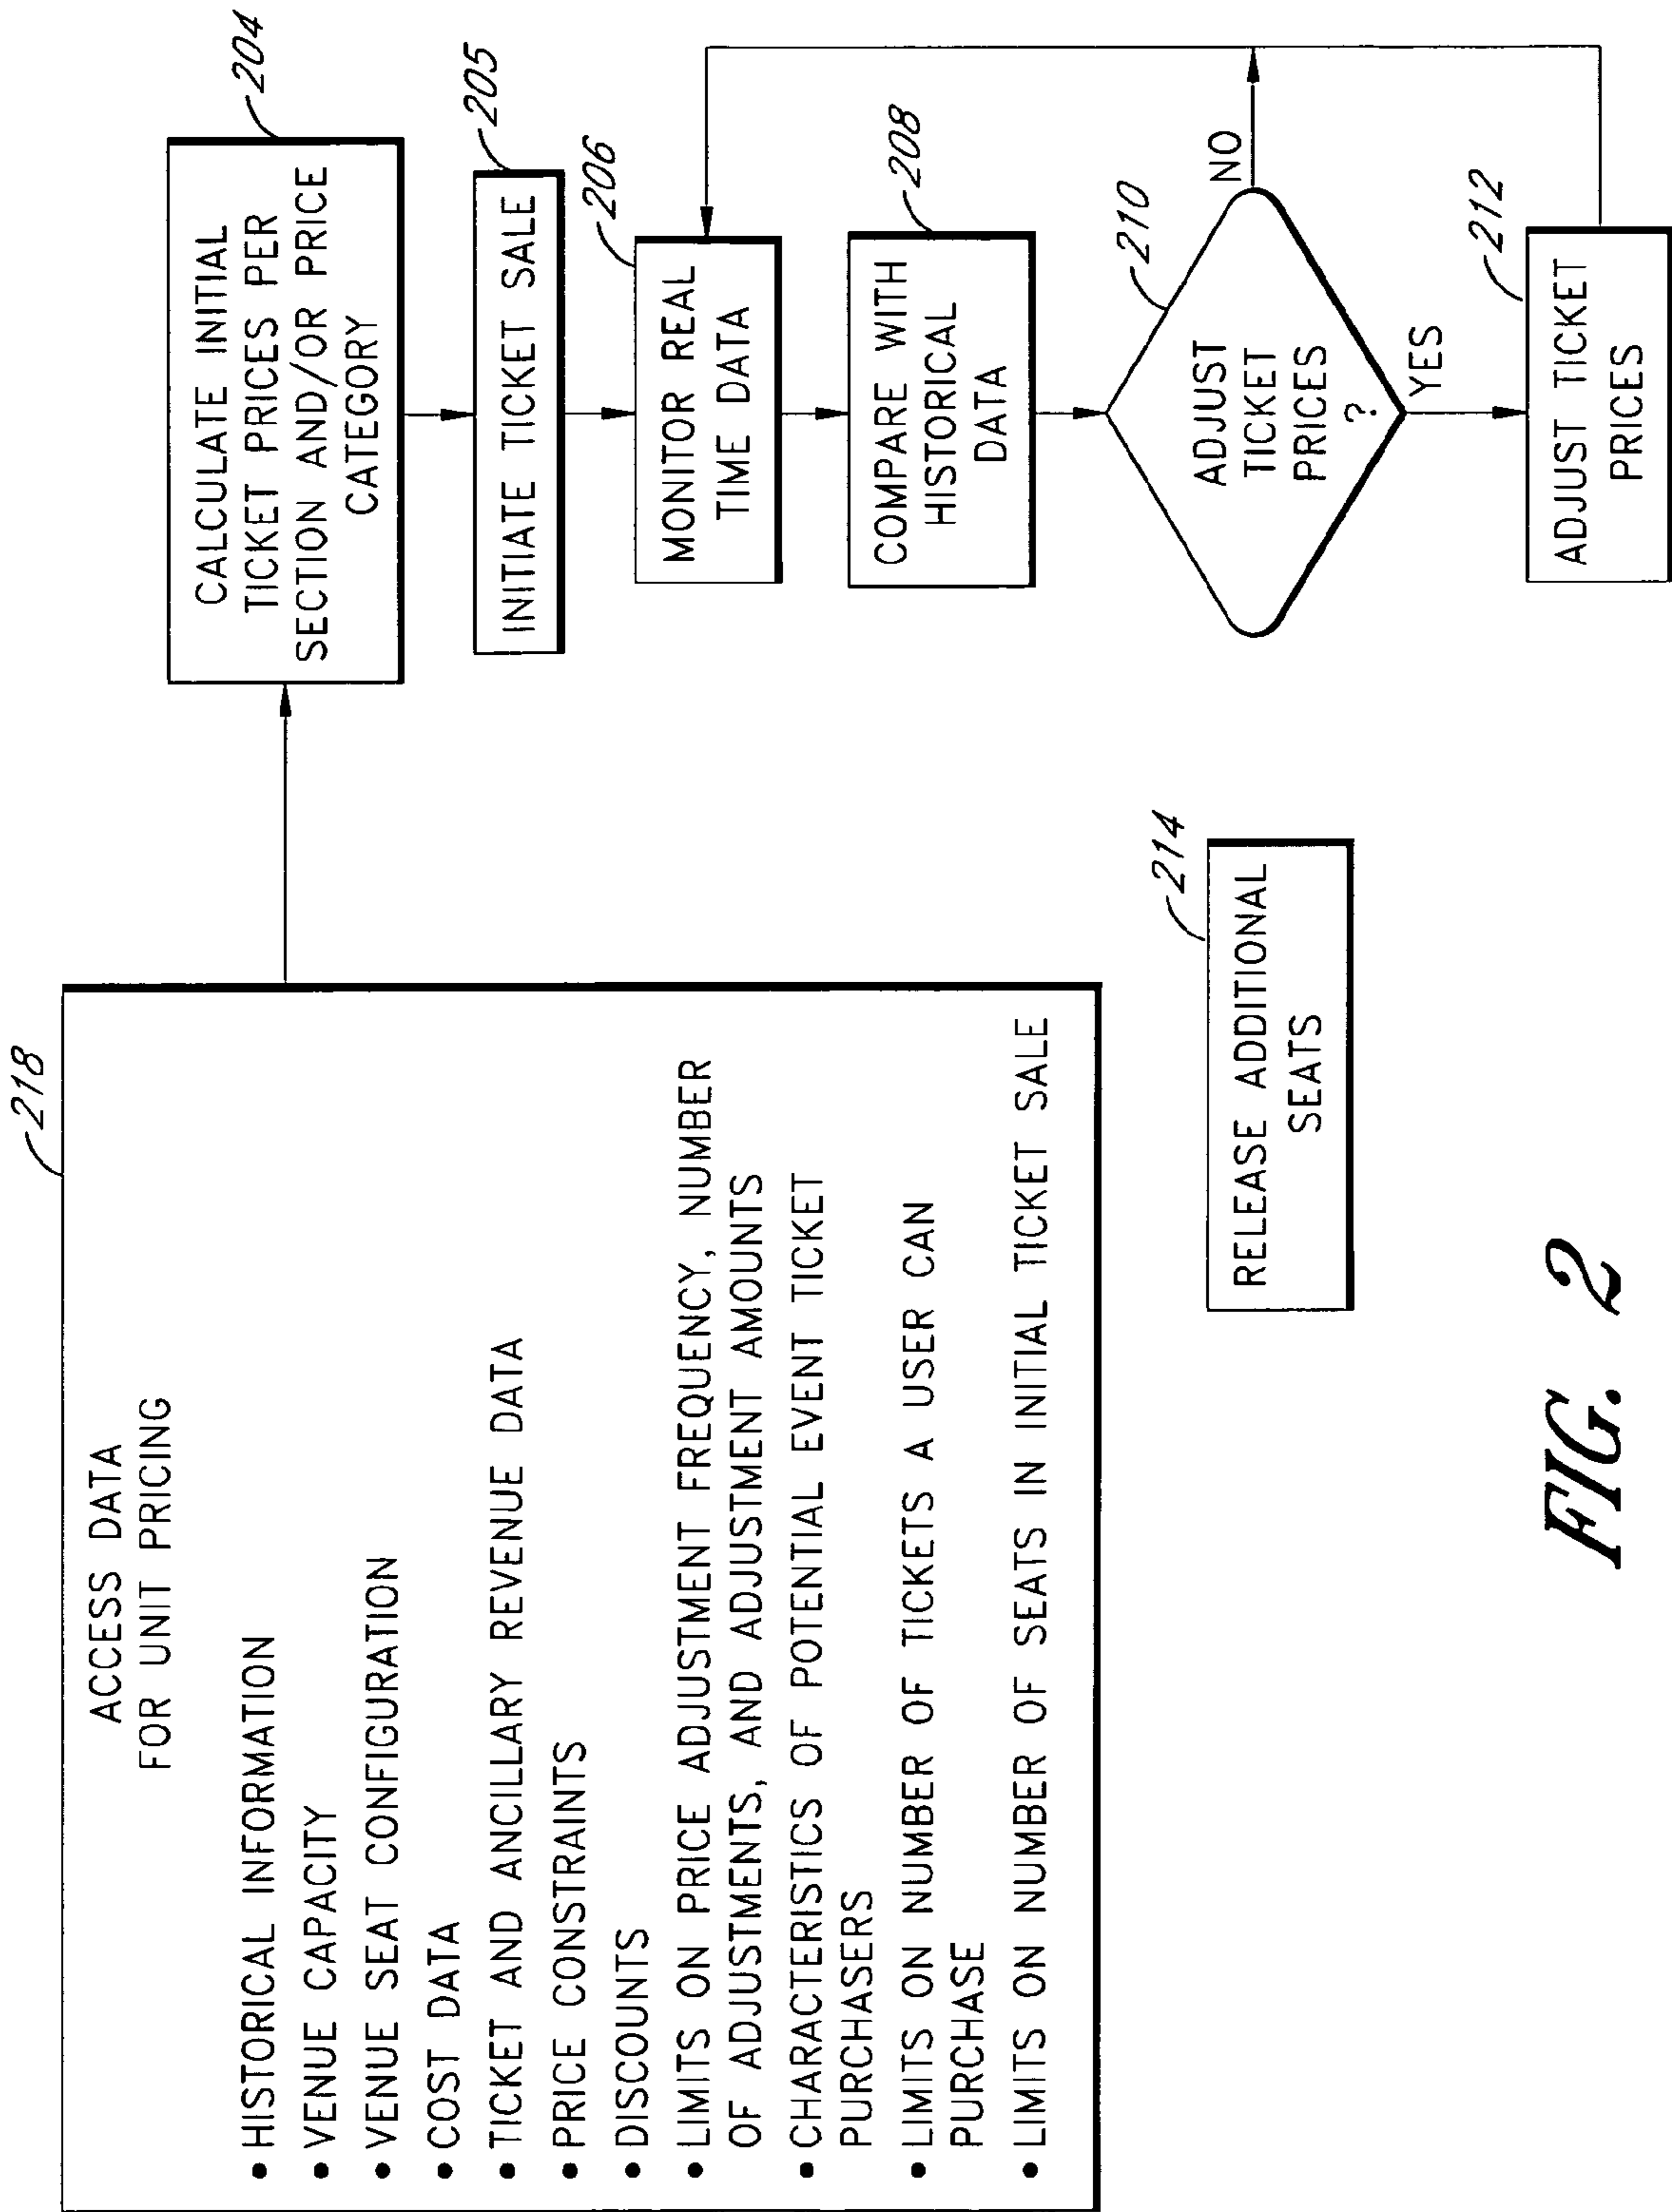 218
ACCESS DATA
FOR UNIT PRICING
• HISTORICAL INFORMATION
• VENUE CAPACITY
• VENUE SEAT CONFIGURATION
• COST DATA
• TICKET AND ANCILLARY REVENUE DATA
• PRICE CONSTRAINTS
• DISCOUNTS
• LIMITS ON PRICE ADJUSTMENT FREQUENCY, NUMBER
OF ADJUSTMENTS, AND ADJUSTMENT AMOUNTS
• CHARACTERISTICS OF POTENTIAL EVENT TICKET
PURCHASERS
• LIMITS ON NUMBER OF TICKETS A USER CAN
PURCHASE
• LIMITS ON NUMBER OF SEATS IN INITIAL TICKET SALE
204
CALCULATE INITIAL
TICKET PRICES PER
SECTION AND/OR PRICE
CATEGORY
205
INITIATE TICKET SALE
206
MONITOR REAL
TIME DATA
208
COMPARE WITH
HISTORICAL
DATA
210
ADJUST
TICKET
PRICES
?
NO
YES
212
ADJUST TICKET
PRICES
214
RELEASE ADDITIONAL
SEATS
FIG. 2